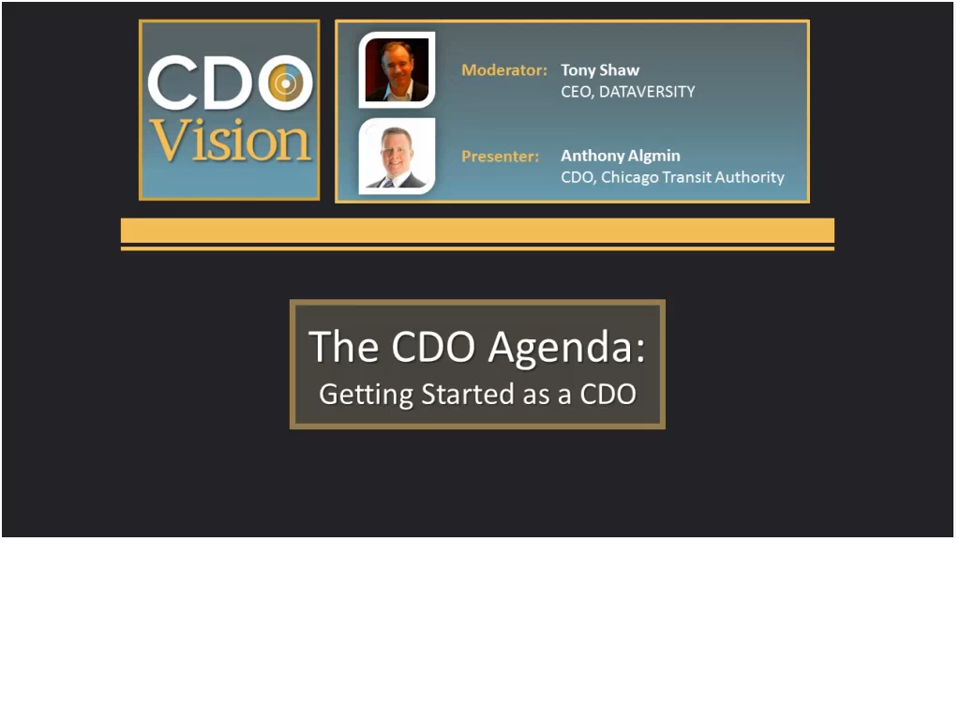 CDO
Vision
Moderator: Tony Shaw
CEO, DATAVERSITY
Presenter: Anthony Algmin
CDO, Chicago Transit Authority
The CDO Agenda:
Getting Started as a CDO